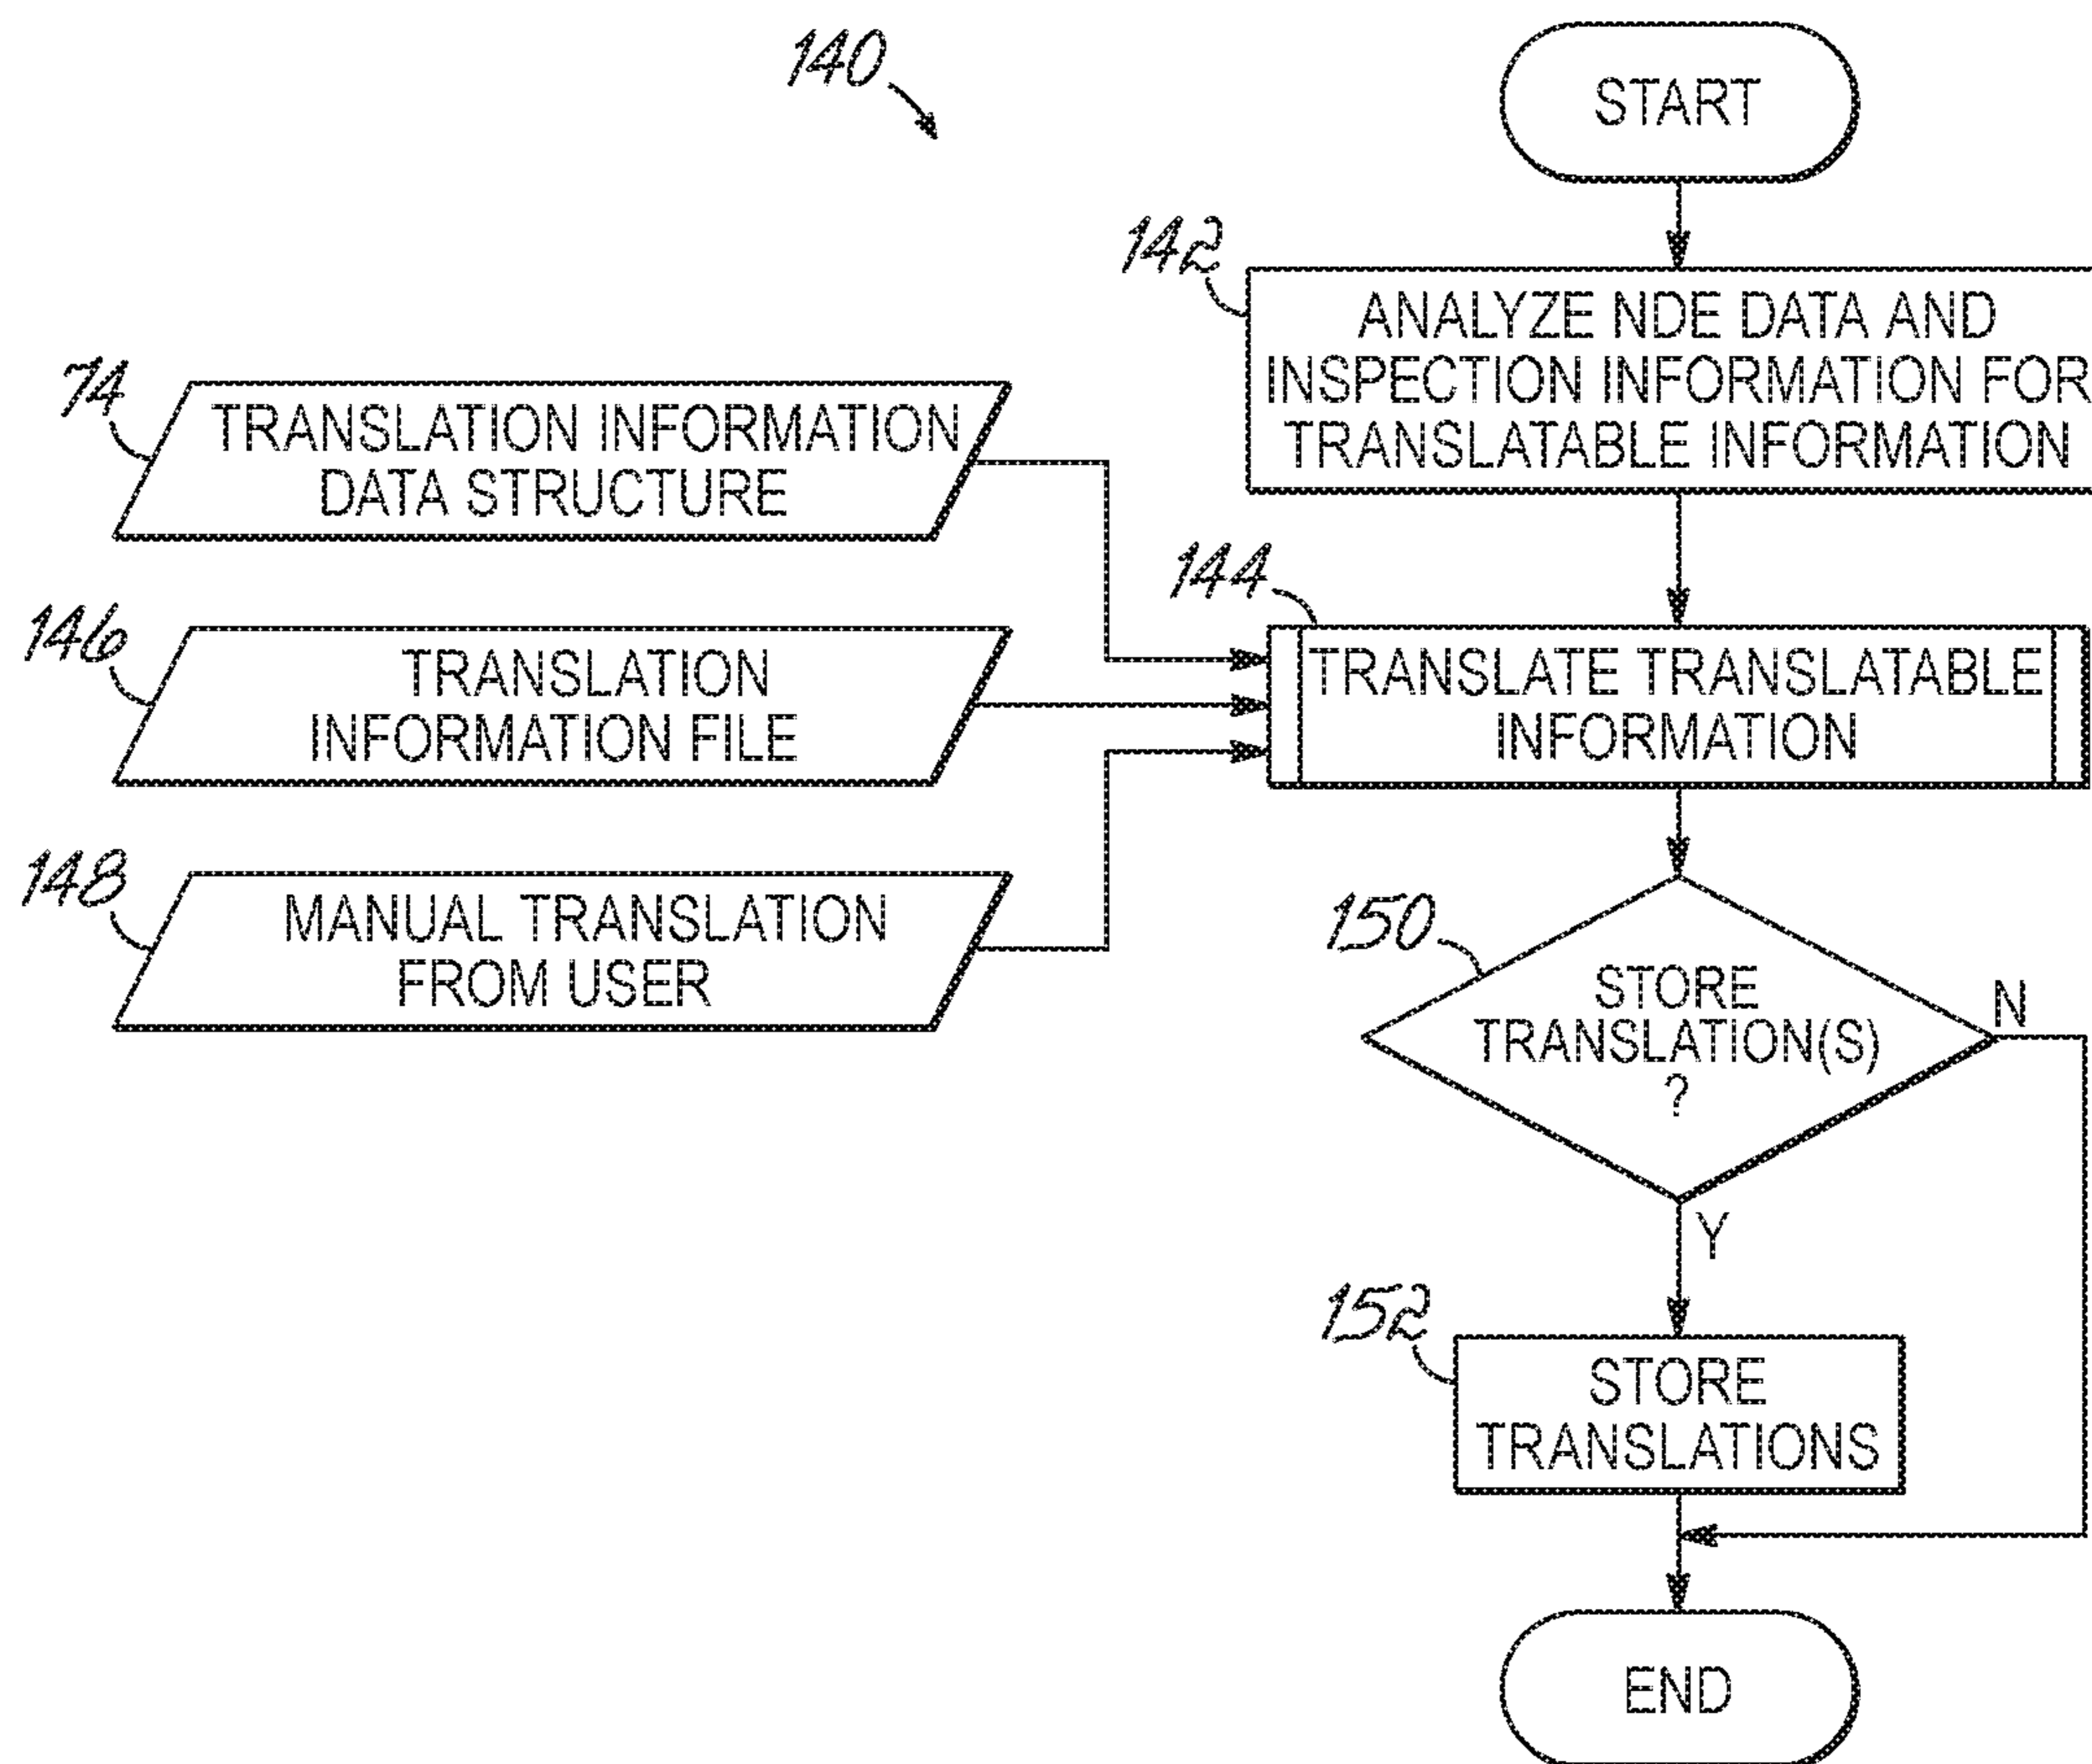 140
START
142
ANALYZE NDE DATA AND
INSPECTION INFORMATION FOR
TRANSLATABLE INFORMATION
74
TRANSLATION INFORMATION
DATA STRUCTURE
144
TRANSLATE TRANSLATABLE
INFORMATION
146
TRANSLATION
INFORMATION FILE
148
MANUAL TRANSLATION
FROM USER
150
STORE
TRANSLATION(S)
?
N
Y
152
STORE
TRANSLATIONS
END